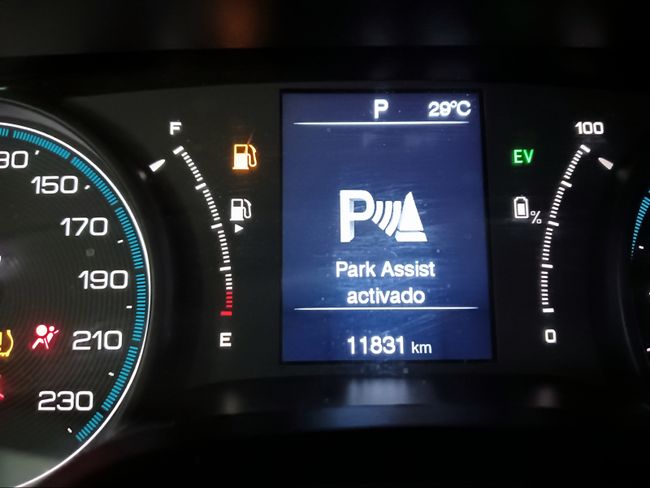 P 29°C
F
100
30
EV
150
%
170
190
Park Assist
activado
210
E
0
11831 km
230